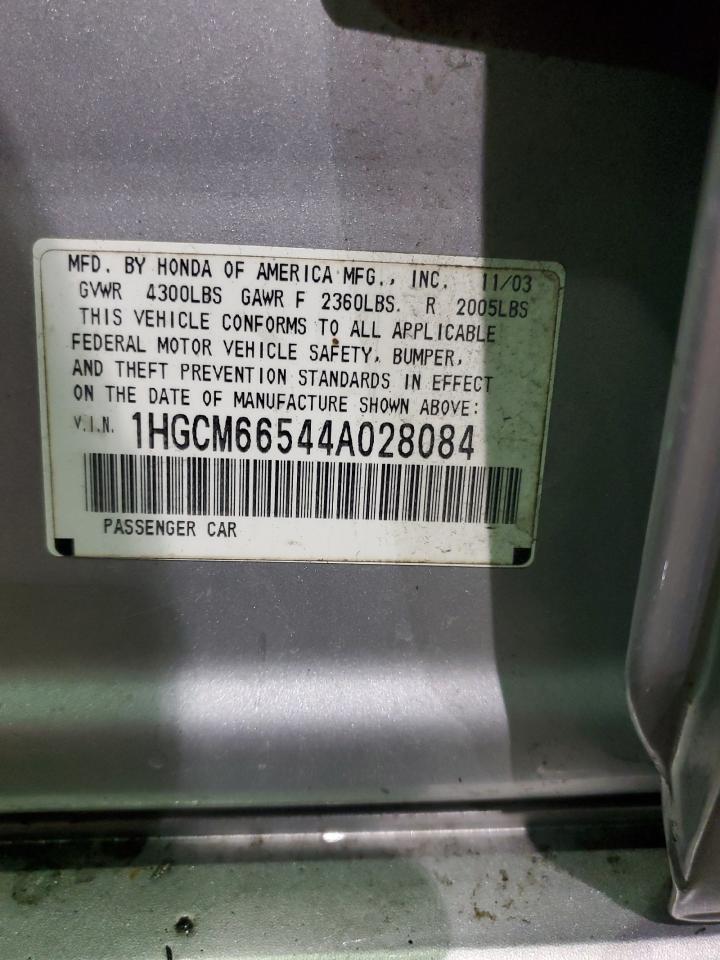 MFD. BY HONDA OF AMERICA MFG., INC. 11/03
GVWR 4300LBS GAWR F 2360LBS. R 2005LBS
THIS VEHICLE CONFORMS TO ALL APPLICABLE
FEDERAL MOTOR VEHICLE SAFETY, BUMPER,
AND THEFT PREVENTION STANDARDS IN EFFECT
ON THE DATE OF MANUFACTURE SHOWN ABOVE:
V.I.N. 1HGCM66544A028084
PASSENGER CAR